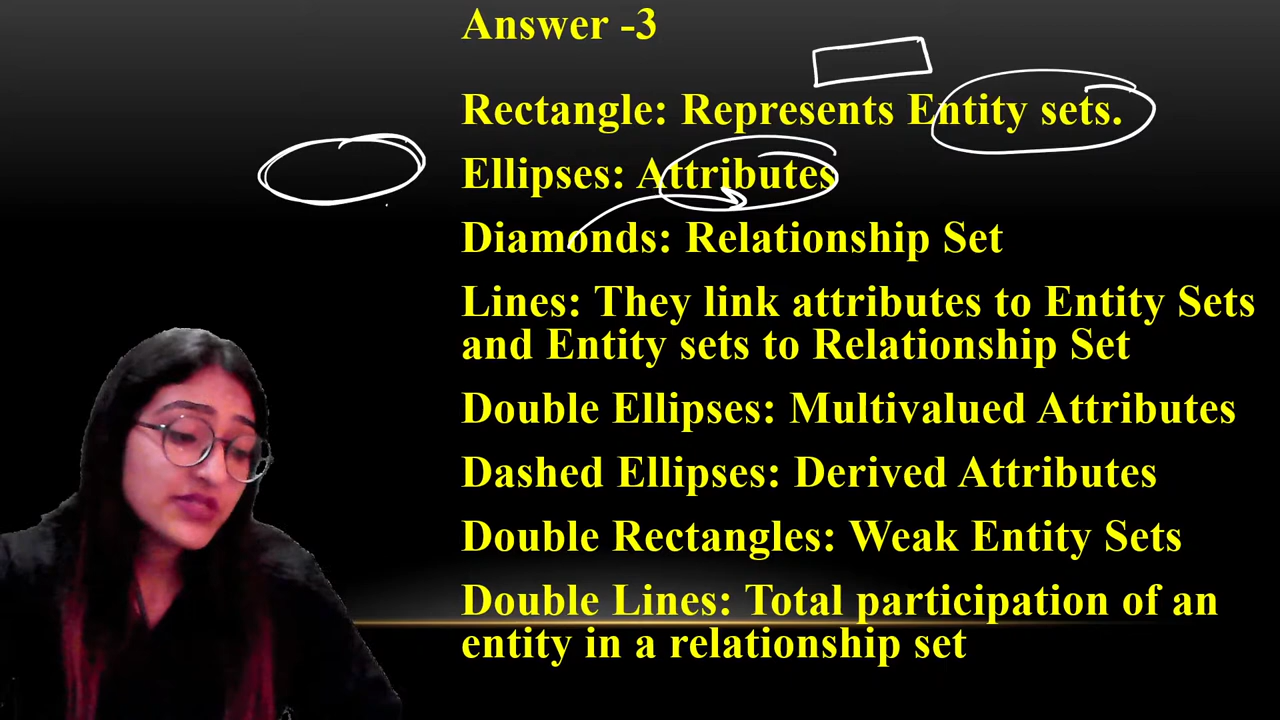 Answer -3
Rectangle: Represents Entity sets.
Ellipses: Attributes
Diamonds: Relationship Set
Lines: They link attributes to Entity Sets
and Entity sets to Relationship Set
Double Ellipses: Multivalued Attributes
Dashed Ellipses: Derived Attributes
Double Rectangles: Weak Entity Sets
Double Lines: Total participation of an
entity in a relationship set